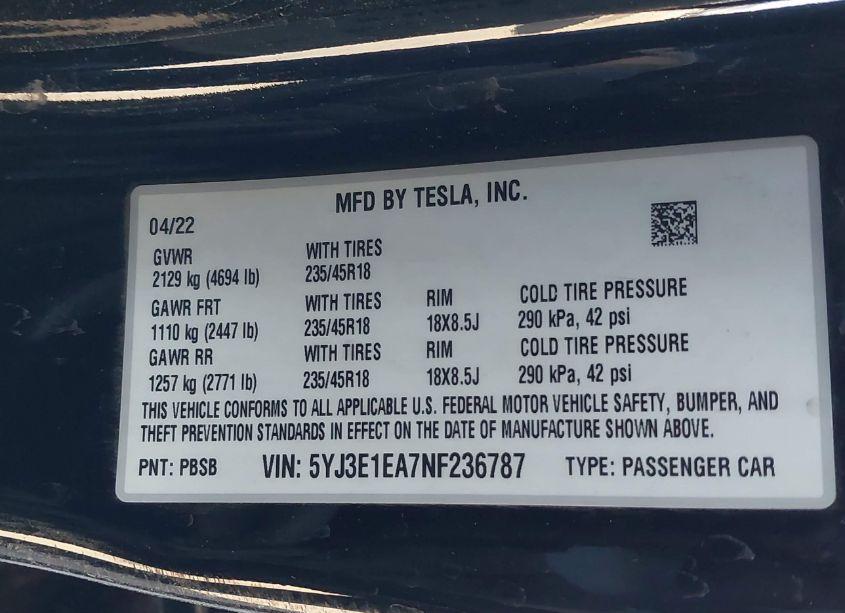 MFD BY TESLA, INC.
04/22
GVWR WITH TIRES
2129 kg (4694 lb) 235/45R18
GAWR FRT WITH TIRES RIM COLD TIRE PRESSURE
1110 kg (2447 lb) 235/45R18 18X8.5J 290 kPa, 42 psi
GAWR RR WITH TIRES RIM COLD TIRE PRESSURE
1257 kg (2771 lb) 235/45R18 18X8.5J 290 kPa, 42 psi
THIS VEHICLE CONFORMS TO ALL APPLICABLE U.S. FEDERAL MOTOR VEHICLE SAFETY, BUMPER, AND
THEFT PREVENTION STANDARDS IN EFFECT ON THE DATE OF MANUFACTURE SHOWN ABOVE.
PNT: PBSB VIN: 5YJ3E1EA7NF236787 TYPE: PASSENGER CAR